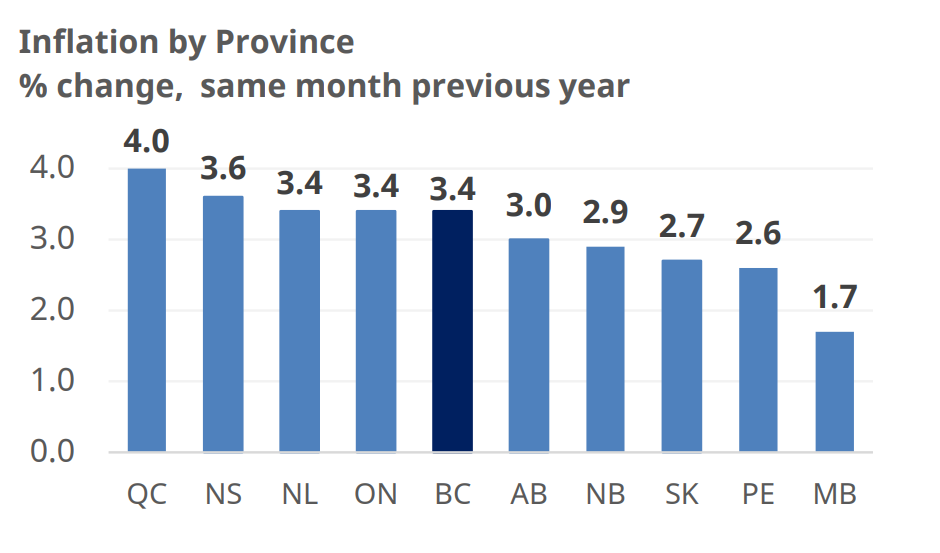 Inflation by Province
% change,  same month previous year
4.0 3.6 3.4 3.4 3.4 3.0 2.9 2.7 2.6 1.7
4.0
3.0
2.0
1.0
0.0
QC NS NL ON BC AB NB SK PE MB